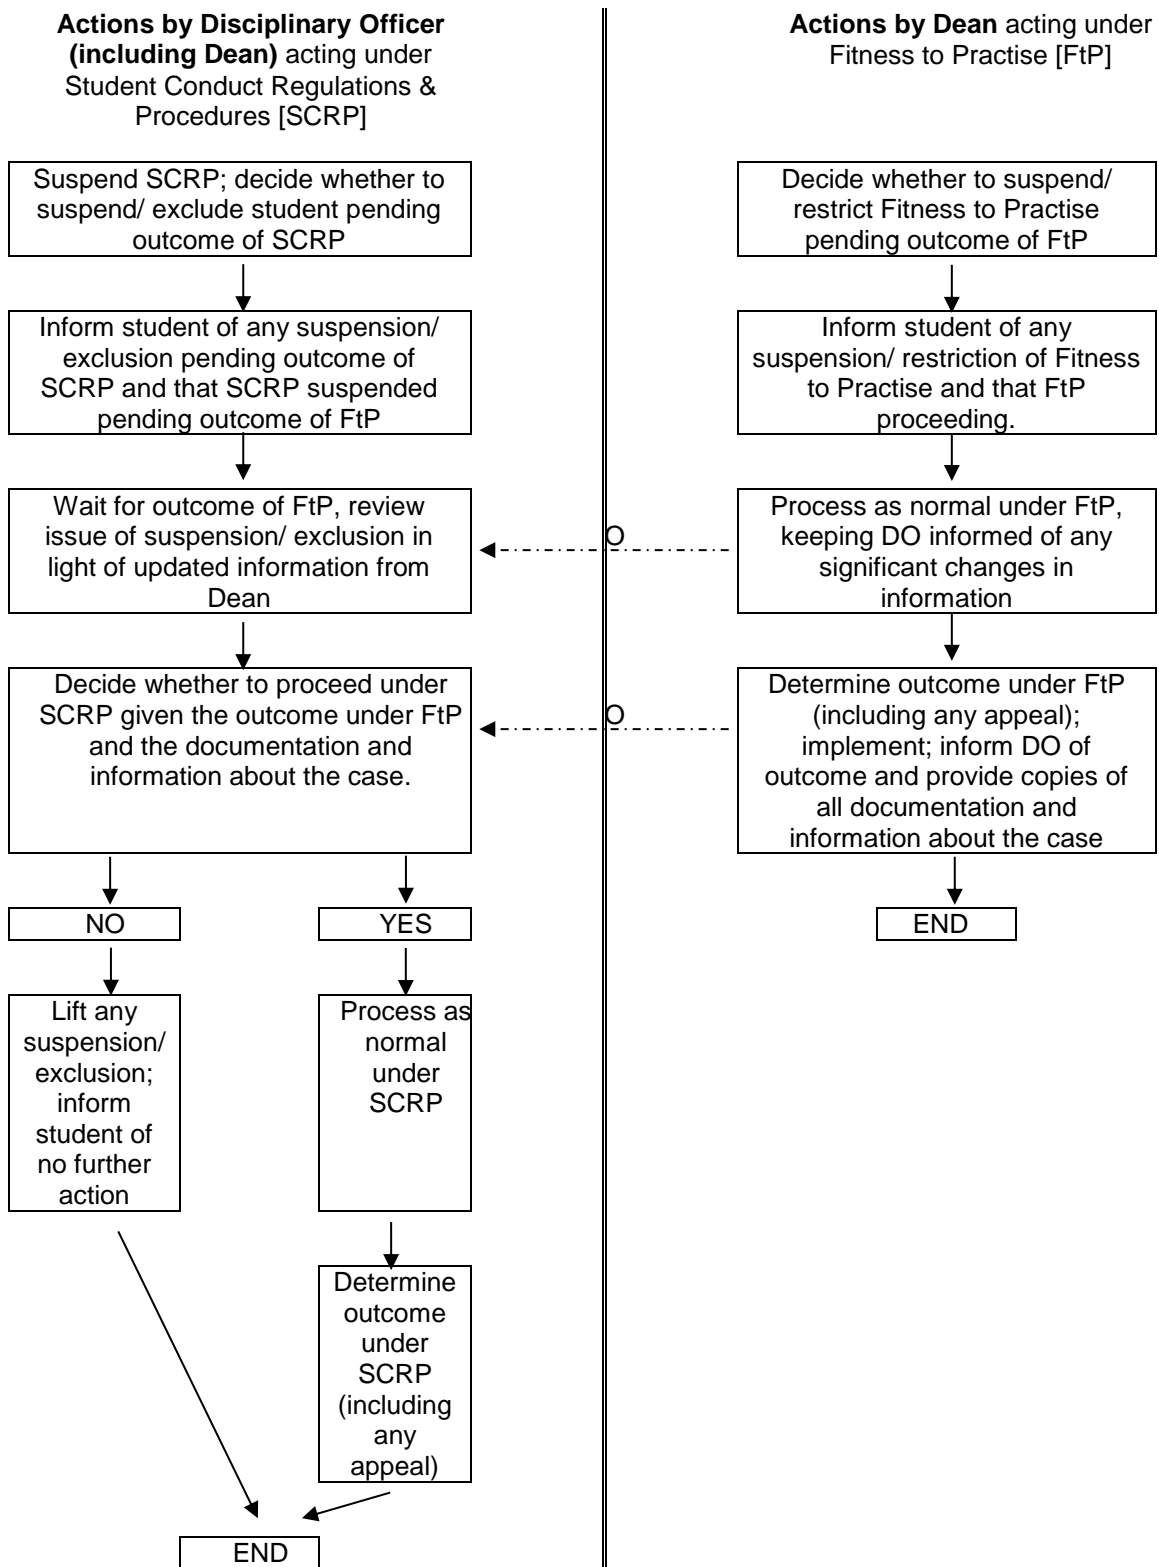 Actions by Disciplinary Officer
(including Dean) acting under
Student Conduct Regulations &
Procedures [SCRP]
Suspend SCRP; decide whether to
suspend/ exclude student pending
outcome of SCRP
Inform student of any suspension/
exclusion pending outcome of
SCRP and that SCRP suspended
pending outcome of FtP
Wait for outcome of FtP, review
issue of suspension/ exclusion in
light of updated information from
Dean
Decide whether to proceed under
SCRP given the outcome under FtP
and the documentation and
information about the case.
NO
YES
Lift any
suspension/
exclusion;
inform
student of
no further
action
Process as
normal
under
SCRP
Determine
outcome
under
SCRP
(including
any
appeal)
END
O
O
Actions by Dean acting under
Fitness to Practise [FtP]
Decide whether to suspend/
restrict Fitness to Practise
pending outcome of FtP
Inform student of any
suspension/ restriction of Fitness
to Practise and that FtP
proceeding.
Process as normal under FtP,
keeping DO informed of any
significant changes in
information
Determine outcome under FtP
(including any appeal);
implement; inform DO of
outcome and provide copies of
all documentation and
information about the case
END